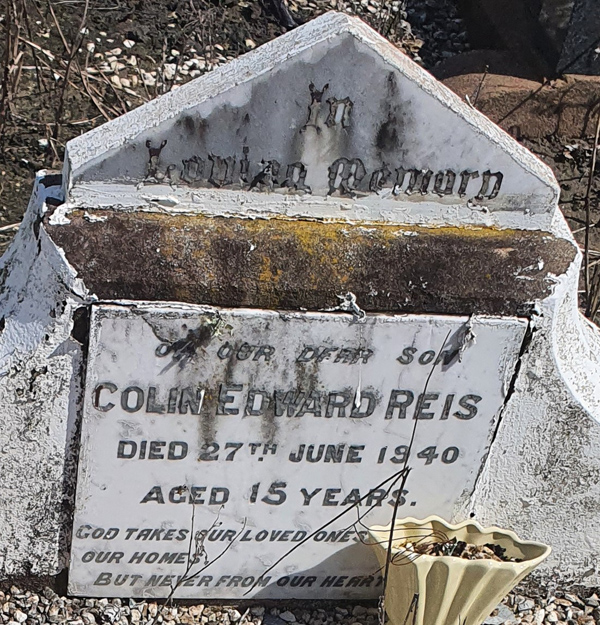 In
Loving Memory
OF OUR DEAR SON
COLIN EDWARD REIS
DIED 27TH JUNE 1940
AGED 15 YEARS.
GOD TAKES OUR LOVED ONES
OUR HOMES,
BUT NEVER FROM OUR HEART